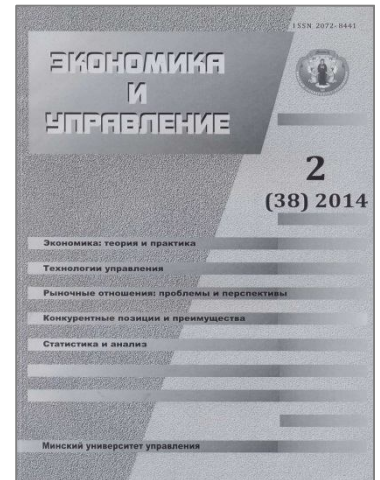 ISSN 2072-8441
ЭКОНОМИКА
И
УПРАВЛЕНИЕ
2
(38) 2014
Экономика: теория и практика
Технологии управления
Рыночные отношения: проблемы и перспективы
Конкурентные позиции и преимущества
Статистика и анализ
Минский университет управления